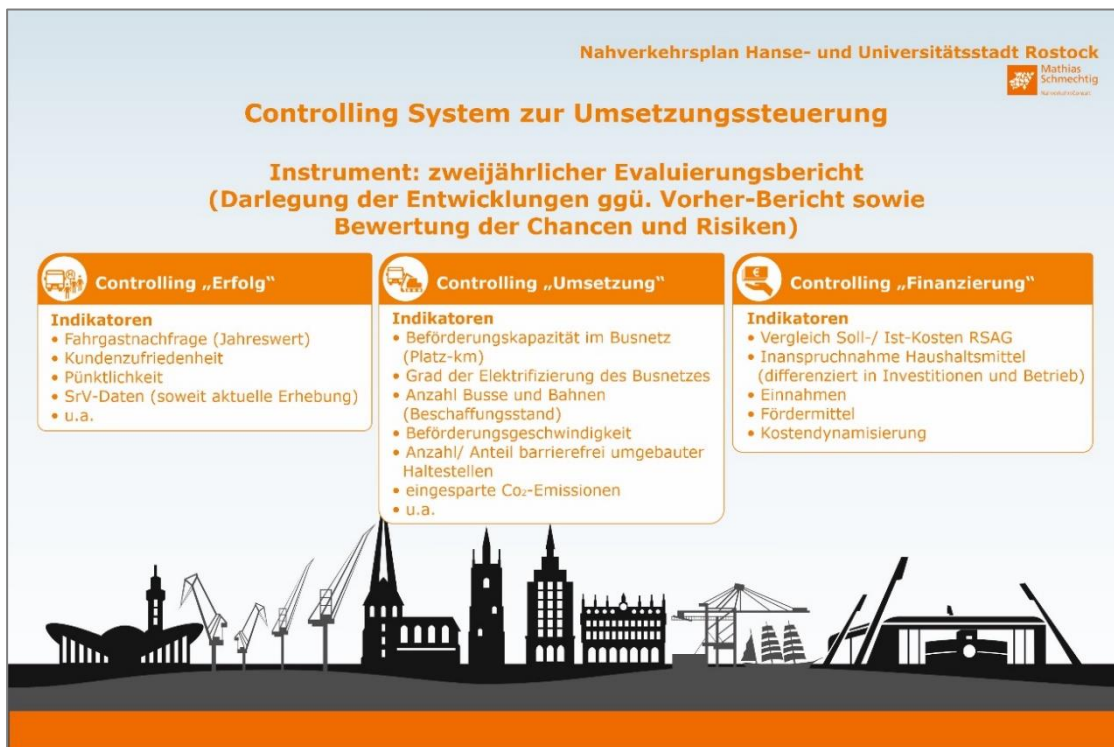 Nahverkehrsplan Hanse- und Universitätsstadt Rostock
Mathias
Schmechtig
Controlling System zur Umsetzungssteuerung
Instrument: zweijährlicher Evaluierungsbericht
(Darlegung der Entwicklungen ggü. Vorher-Bericht sowie
Bewertung der Chancen und Risiken)
Controlling „Erfolg“
Indikatoren
• Fahrgastnachfrage (Jahreswert)
• Kundenzufriedenheit
• Pünktlichkeit
• SrV-Daten (soweit aktuelle Erhebung)
• u.a.
Controlling „Umsetzung“
Indikatoren
• Beförderungskapazität im Busnetz
(Platz-km)
• Grad der Elektrifizierung des Busnetzes
• Anzahl Busse und Bahnen
(Beschaffungsstand)
• Beförderungsgeschwindigkeit
• Anzahl/ Anteil barrierefrei umgebauter
Haltestellen
• eingesparte Co₂-Emissionen
• u.a.
Controlling „Finanzierung“
Indikatoren
• Vergleich Soll-/ Ist-Kosten RSAG
• Inanspruchnahme Haushaltsmittel
(differenziert in Investitionen und Betrieb)
• Einnahmen
• Fördermittel
• Kostendynamisierung